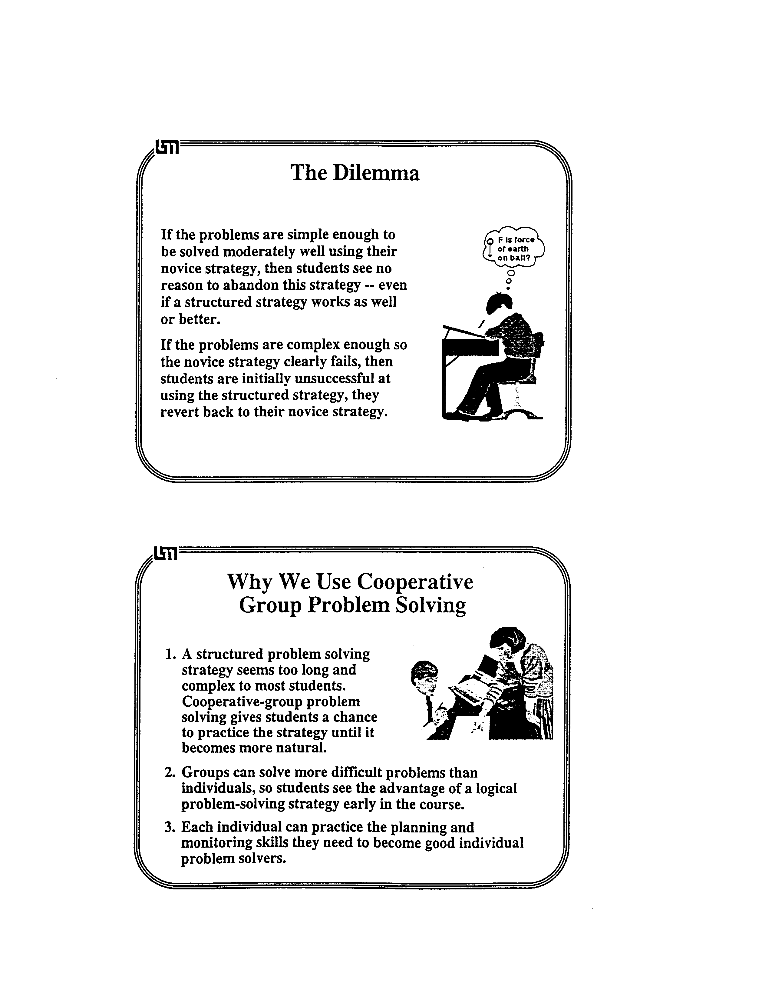 The Dilemma
If the problems are simple enough to
be solved moderately well using their
novice strategy, then students see no
reason to abandon this strategy -- even
if a structured strategy works as well
or better.
If the problems are complex enough so
the novice strategy clearly fails, then
students are initially unsuccessful at
using the structured strategy, they
revert back to their novice strategy.
F is force
of earth
on ball?
Why We Use Cooperative
Group Problem Solving
1. A structured problem solving
strategy seems too long and
complex to most students.
Cooperative-group problem
solving gives students a chance
to practice the strategy until it
becomes more natural.
2. Groups can solve more difficult problems than
individuals, so students see the advantage of a logical
problem-solving strategy early in the course.
3. Each individual can practice the planning and
monitoring skills they need to become good individual
problem solvers.